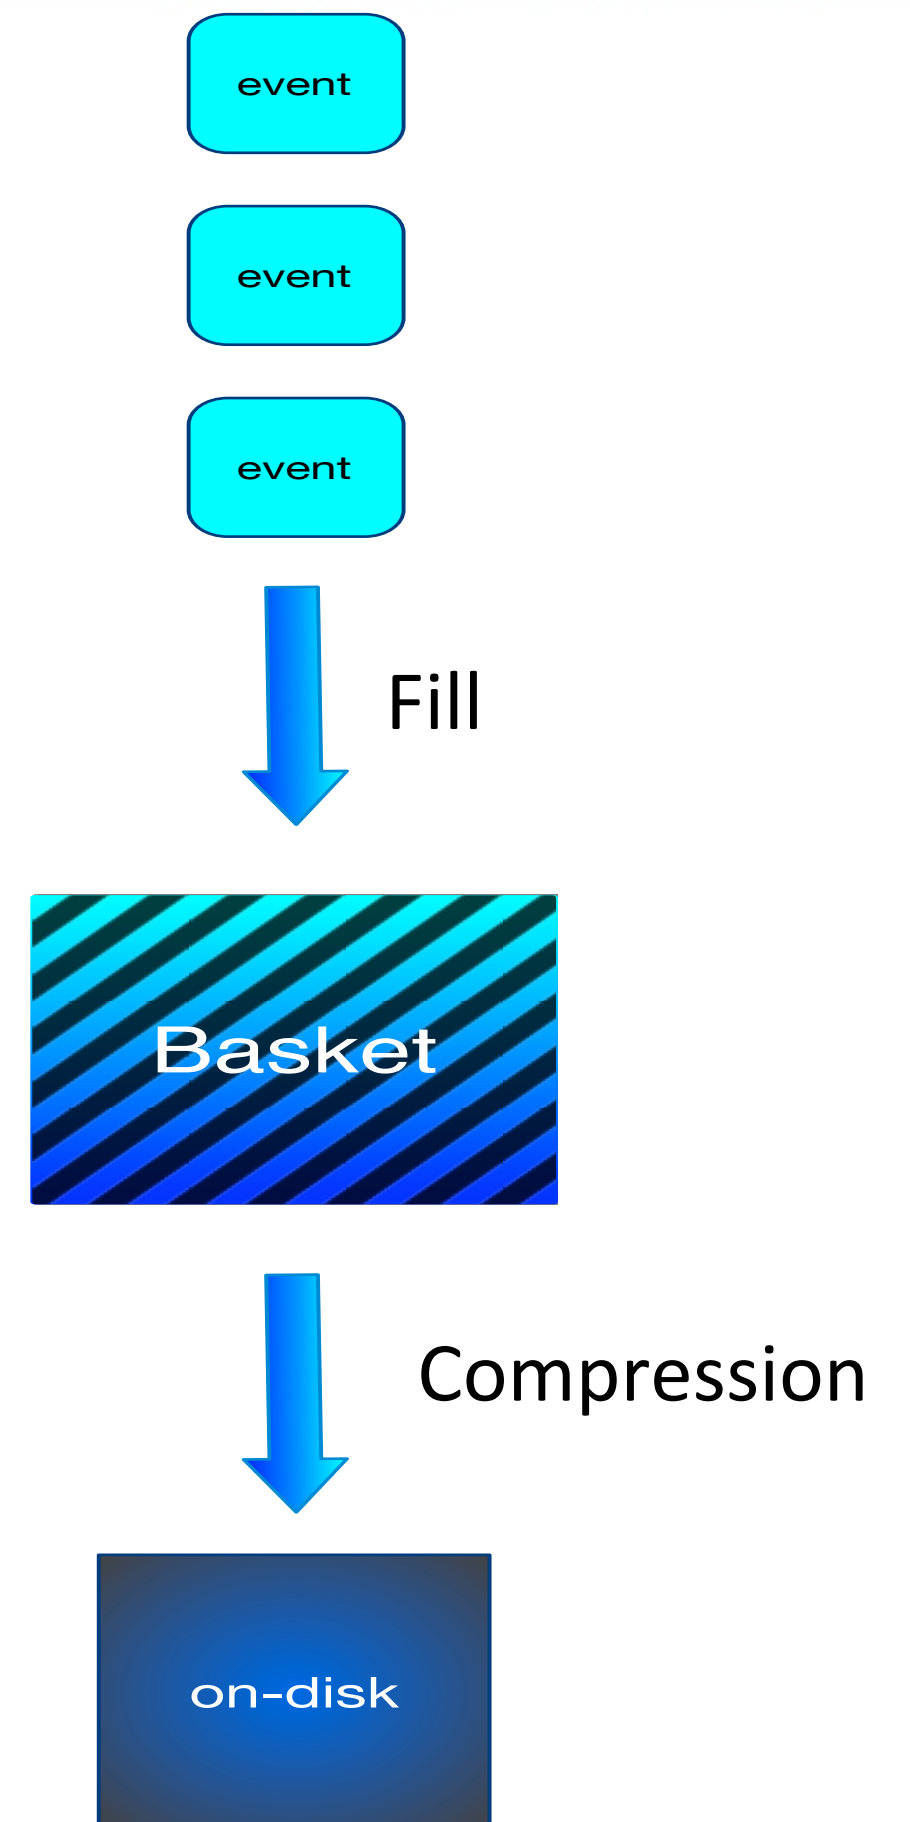 event
event
event
Fill
Basket
Compression
on-disk